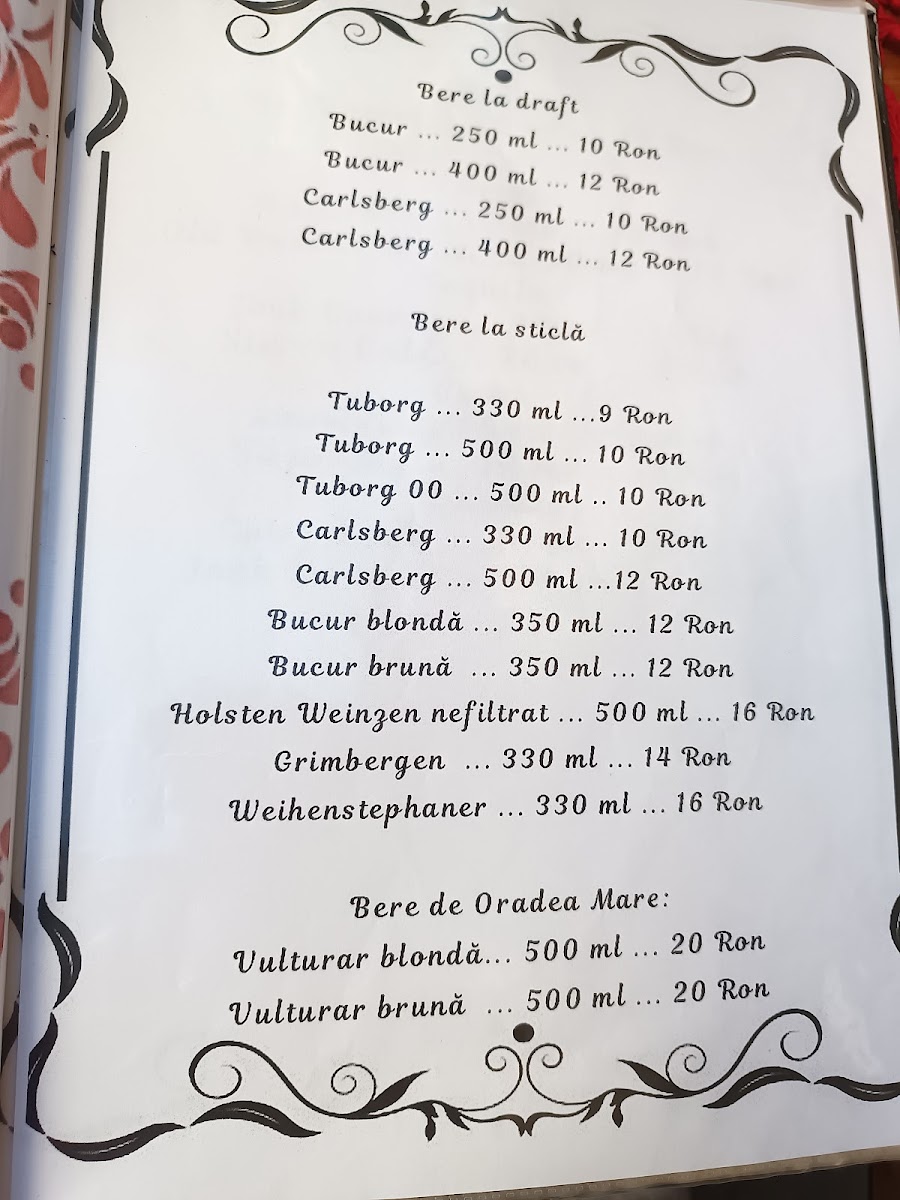 Bere la draft
Bucur ... 250 ml ... 10 Ron
Bucur ... 400 ml ... 12 Ron
Carlsberg ... 250 ml ... 10 Ron
Carlsberg ... 400 ml ... 12 Ron
Bere la sticlă
Tuborg ... 330 ml ...9 Ron
Tuborg ... 500 ml ... 10 Ron
Tuborg 00 ... 500 ml .. 10 Ron
Carlsberg ... 330 ml ... 10 Ron
Carlsberg ... 500 ml ...12 Ron
Bucur blondă ... 350 ml ... 12 Ron
Bucur brună ... 350 ml ... 12 Ron
Holsten Weinzen nefiltrat ... 500 ml ... 16 Ron
Grimbergen ... 330 ml ... 14 Ron
Weihenstephaner ... 330 ml ... 16 Ron
Bere de Oradea Mare:
Vulturar blondă... 500 ml ... 20 Ron
Vulturar brună ... 500 ml ... 20 Ron